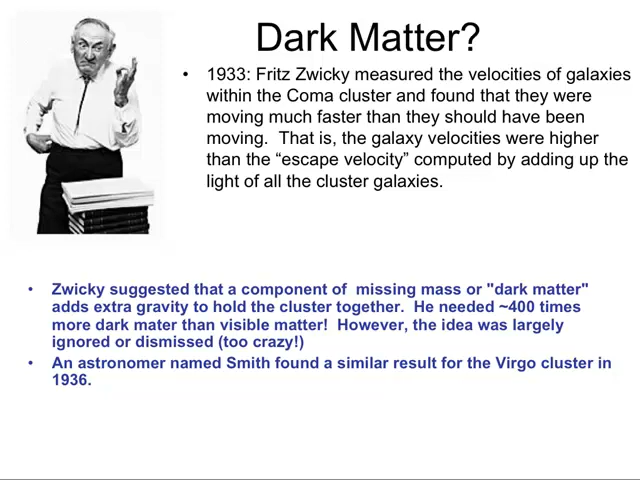 Dark Matter?
• 1933: Fritz Zwicky measured the velocities of galaxies
within the Coma cluster and found that they were
moving much faster than they should have been
moving. That is, the galaxy velocities were higher
than the “escape velocity” computed by adding up the
light of all the cluster galaxies.
• Zwicky suggested that a component of missing mass or "dark matter"
adds extra gravity to hold the cluster together. He needed ~400 times
more dark mater than visible matter! However, the idea was largely
ignored or dismissed (too crazy!)
• An astronomer named Smith found a similar result for the Virgo cluster in
1936.